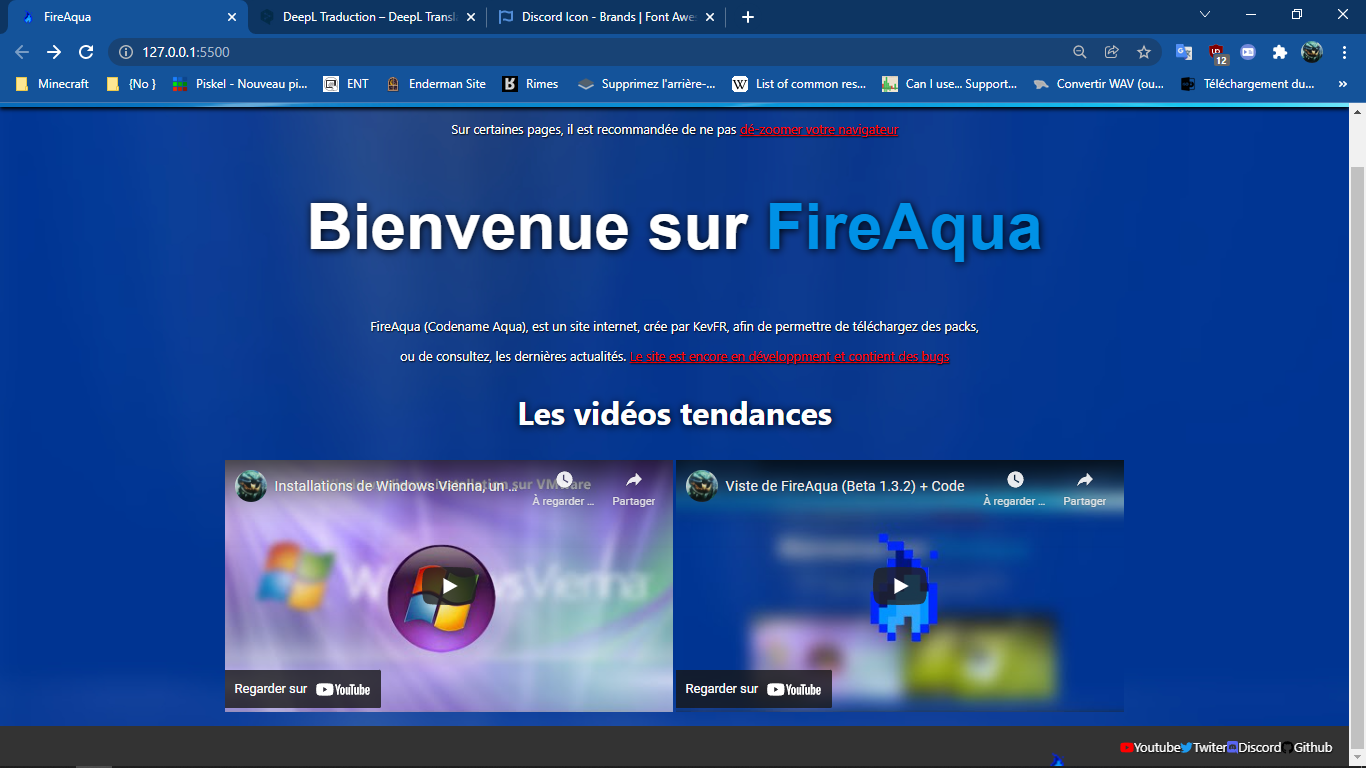 FireAqua
DeepL Traduction – DeepL Transla
Discord Icon - Brands | Font Awe
127.0.0.1:5500
12
Minecraft
{No }
Piskel - Nouveau pi...
ENT
Enderman Site
Rimes
Supprimez l'arrière-...
List of common res...
Can I use... Support...
Convertir WAV (ou...
Téléchargement du...
»
Sur certaines pages, il est recommandée de ne pas dé-zoomer votre navigateur
Bienvenue sur FireAqua
FireAqua (Codename Aqua), est un site internet, crée par KevFR, afin de permettre de téléchargez des packs,
ou de consultez, les dernières actualités. Le site est encore en développment et contient des bugs
Les vidéos tendances
Installations de Windows Vienna, un ...
À regarder ...
Partager
Regarder sur YouTube
Viste de FireAqua (Beta 1.3.2) + Code
À regarder ...
Partager
Regarder sur YouTube
Youtube Twiter Discord Github